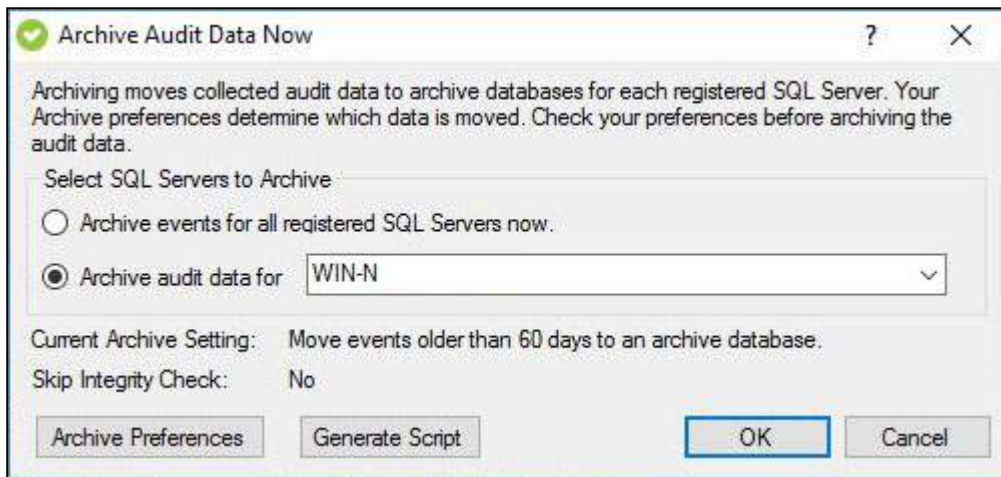 Archive Audit Data Now
?
Archiving moves collected audit data to archive databases for each registered SQL Server. Your
Archive preferences determine which data is moved. Check your preferences before archiving the
audit data.
Select SQL Servers to Archive
Archive events for all registered SQL Servers now.
Archive audit data for WIN-N
Current Archive Setting: Move events older than 60 days to an archive database.
Skip Integrity Check: No
Archive Preferences Generate Script OK Cancel